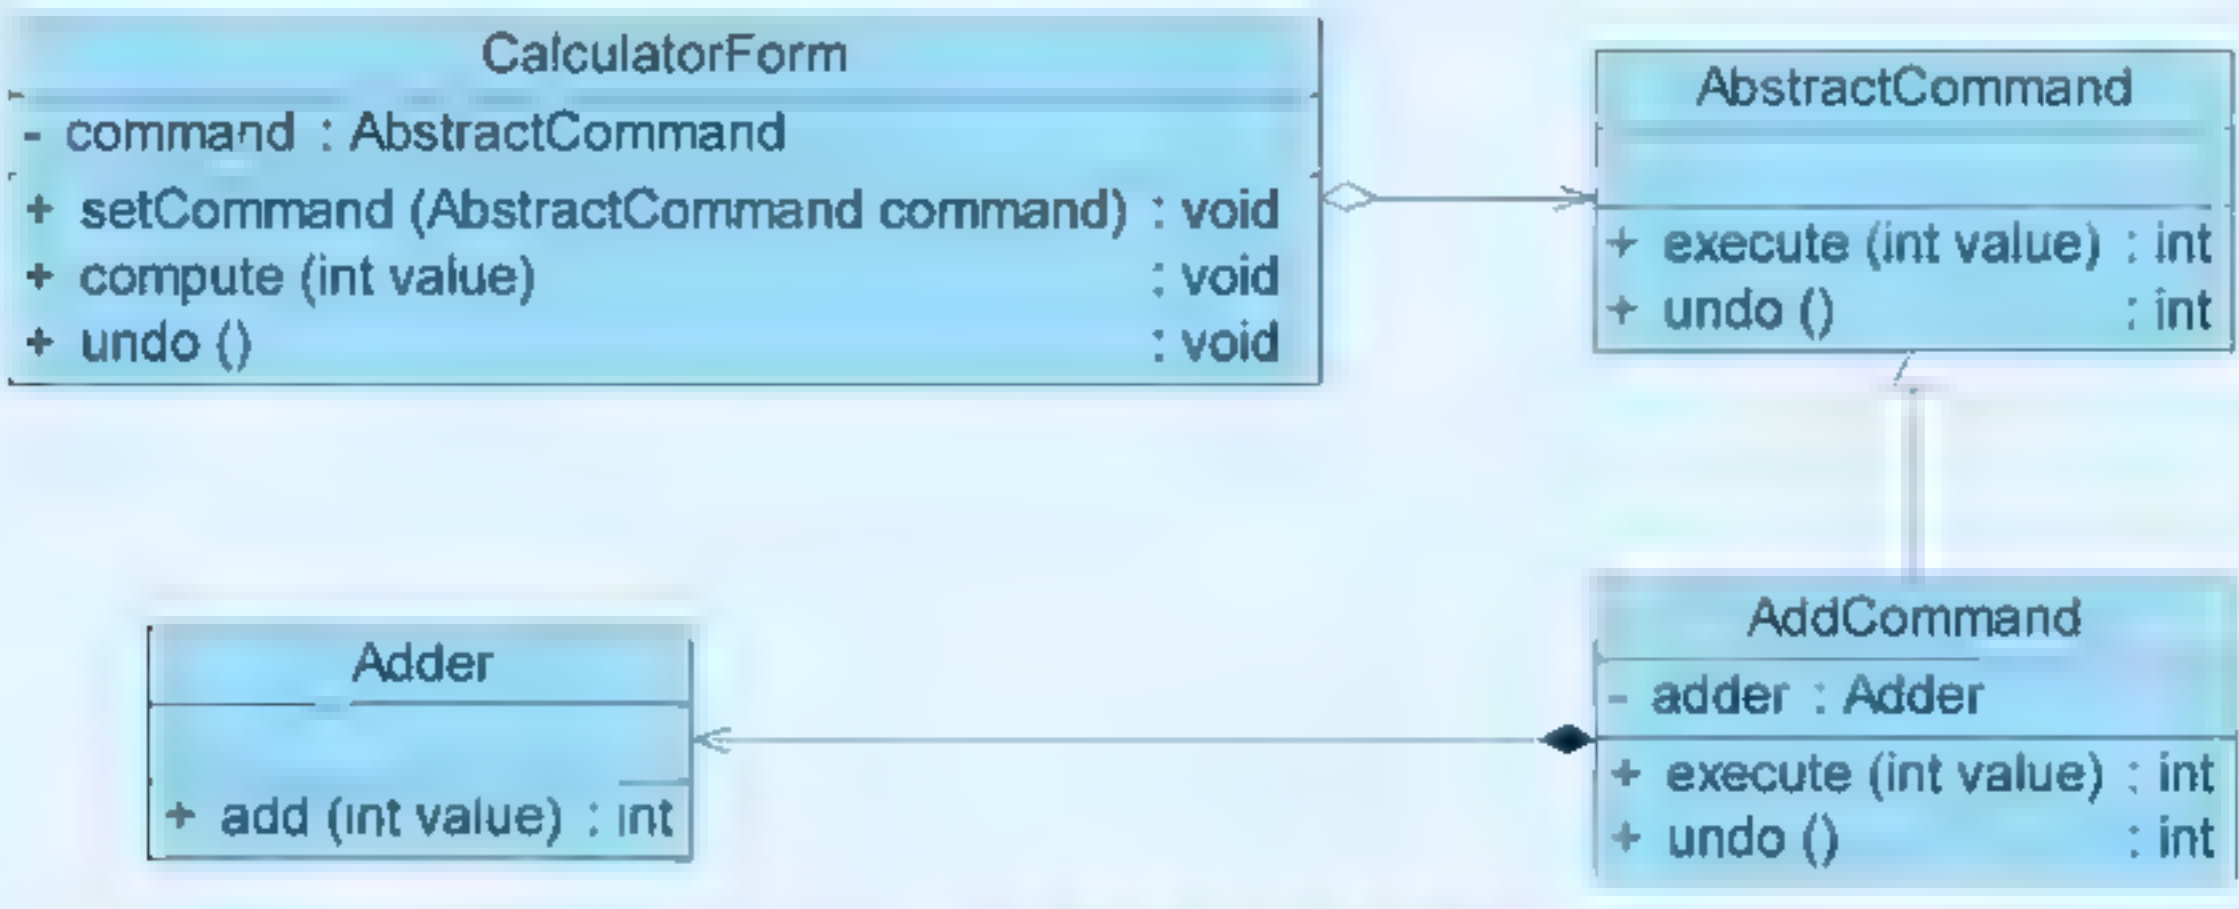 CalculatorForm
- command : AbstractCommand
+ setCommand (AbstractCommand command) : void
+ compute (int value) : void
+ undo () : void
AbstractCommand
+ execute (int value) : int
+ undo () : int
Adder
+ add (int value) : int
AddCommand
- adder : Adder
+ execute (int value) : int
+ undo () : int